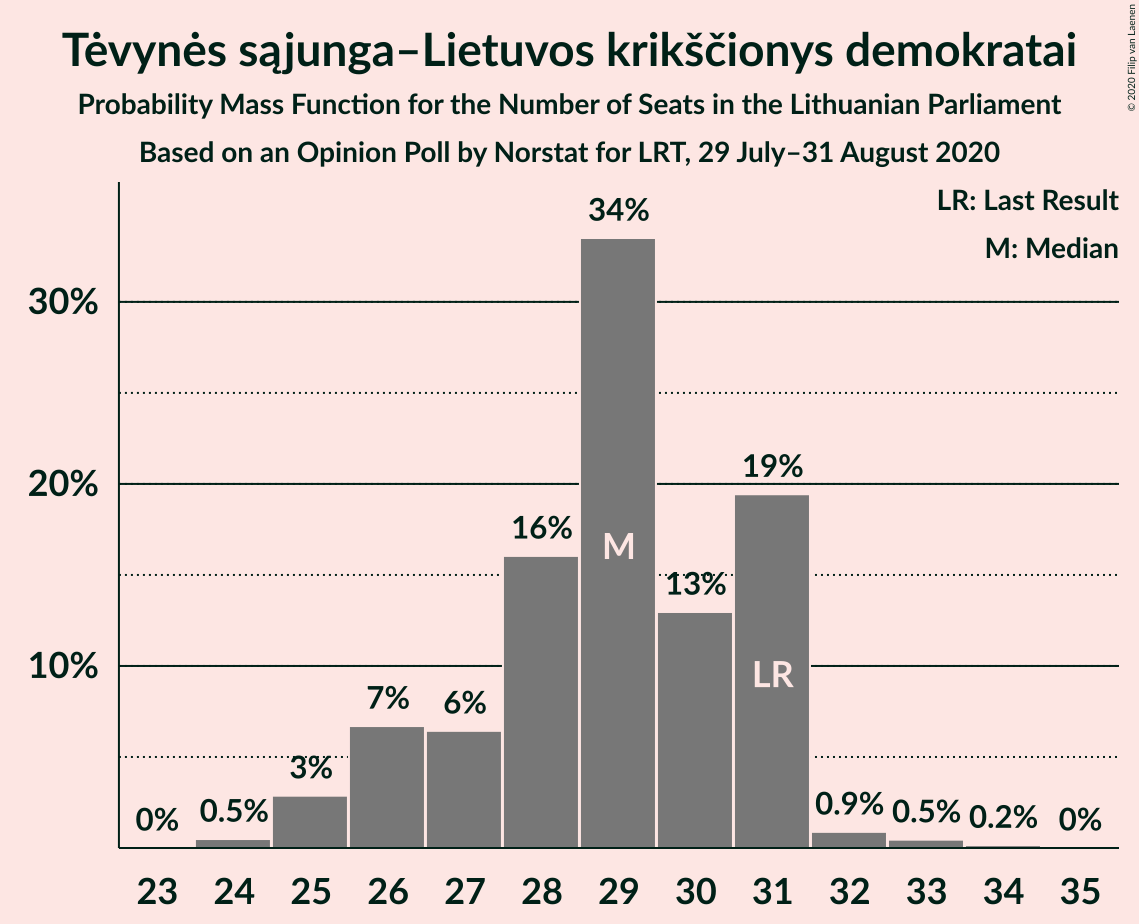 Tėvynės sąjunga–Lietuvos krikščionys demokratai
Probability Mass Function for the Number of Seats in the Lithuanian Parliament
Based on an Opinion Poll by Norstat for LRT, 29 July–31 August 2020
© 2020 Filip van Laenen
LR: Last Result
M: Median
30%
20%
10%
0%
0.5%
3%
7%
6%
16%
34%
13%
19%
0.9%
0.5%
0.2%
0%
M
LR
23 24 25 26 27 28 29 30 31 32 33 34 35